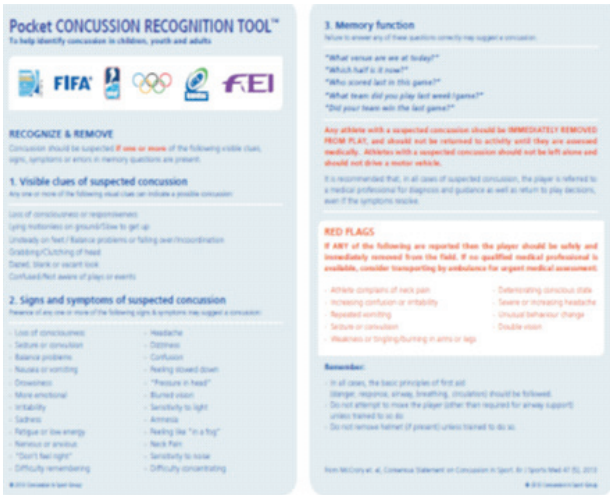 Pocket CONCUSSION RECOGNITION TOOL™
To help identify concussion in children, youth and adults
FIFA®
FEI
RECOGNIZE & REMOVE
Concussion should be suspected if one or more of the following visible clues,
signs, symptoms or errors in memory questions are present.
1. Visible clues of suspected concussion
Any one or more of the following visual clues can indicate a possible concussion:
Loss of consciousness or responsiveness
Lying motionless on ground/Slow to get up
Unsteady on feet / Balance problems or falling over/Incoordination
Grabbing/Clutching of head
Dazed, blank or vacant look
Confused/Not aware of plays or events
2. Signs and symptoms of suspected concussion
Presence of any one or more of the following signs & symptoms may suggest a concussion:
- Loss of consciousness
- Seizure or convulsion
- Balance problems
- Nausea or vomiting
- Drowsiness
- More emotional
- Irritability
- Sadness
- Fatigue or low energy
- Nervous or anxious
- "Don't feel right"
- Difficulty remembering
- Headache
- Dizziness
- Confusion
- Feeling slowed down
- "Pressure in head"
- Blurred vision
- Sensitivity to light
- Amnesia
- Feeling like "in a fog"
- Neck Pain
- Sensitivity to noise
- Difficulty concentrating
© 2013 Concussion in Sport Group
3. Memory function
Failure to answer any of these questions correctly may suggest a concussion.
"What venue are we at today?"
"Which half is it now?"
"Who scored last in this game?"
"What team did you play last week/game?"
"Did your team win the last game?"
Any athlete with a suspected concussion should be IMMEDIATELY REMOVED
FROM PLAY, and should not be returned to activity until they are assessed
medically. Athletes with a suspected concussion should not be left alone and
should not drive a motor vehicle.
It is recommended that, in all cases of suspected concussion, the player is referred to
a medical professional for diagnosis and guidance as well as return to play decisions,
even if the symptoms resolve.
RED FLAGS
If ANY of the following are reported then the player should be safely and
immediately removed from the field. If no qualified medical professional is
available, consider transporting by ambulance for urgent medical assessment:
- Athlete complains of neck pain
- Increasing confusion or irritability
- Repeated vomiting
- Seizure or convulsion
- Weakness or tingling/burning in arms or legs
- Deteriorating conscious state
- Severe or increasing headache
- Unusual behaviour change
- Double vision
Remember:
- In all cases, the basic principles of first aid
(danger, response, airway, breathing, circulation) should be followed.
- Do not attempt to move the player (other than required for airway support)
unless trained to so do
- Do not remove helmet (if present) unless trained to do so.
from McCrory et. al, Consensus Statement on Concussion in Sport. Br J Sports Med 47 (5), 2013
© 2013 Concussion in Sport Group